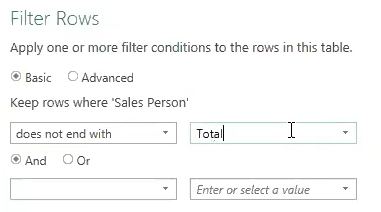 Filter Rows
Apply one or more filter conditions to the rows in this table.
Basic Advanced
Keep rows where 'Sales Person'
does not end with Total
And Or
Enter or select a value